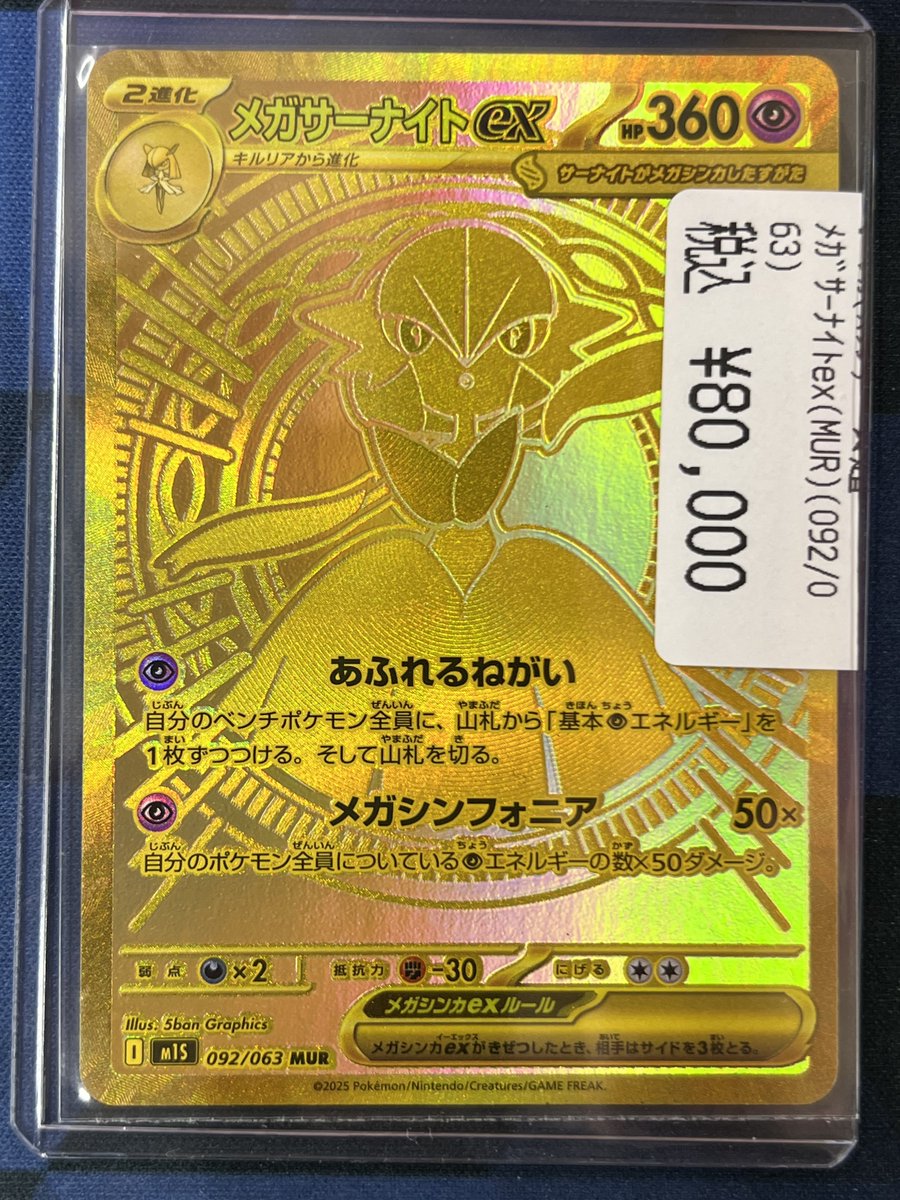 2進化
メガサーナイトex
HP360
キルリアから進化
サーナイトがメガシンカしたすがた
メガサーナイトex(MUR)(092/0
63)
税込 ¥80,000
あふれるねがい
自分のベンチポケモン全員に、山札から「基本エネルギー」を
1枚ずつつける。そして山札を切る。
メガシンフォニア 50×
自分のポケモン全員についているエネルギーの数×50ダメージ。
弱点 ×2 抵抗力 -30 にげる
メガシンカexルール
メガシンカexがきぜつしたとき、相手はサイドを3枚とる。
Illus. 5ban Graphics
I m1S 092/063 MUR
©2025 Pokémon/Nintendo/Creatures/GAME FREAK.